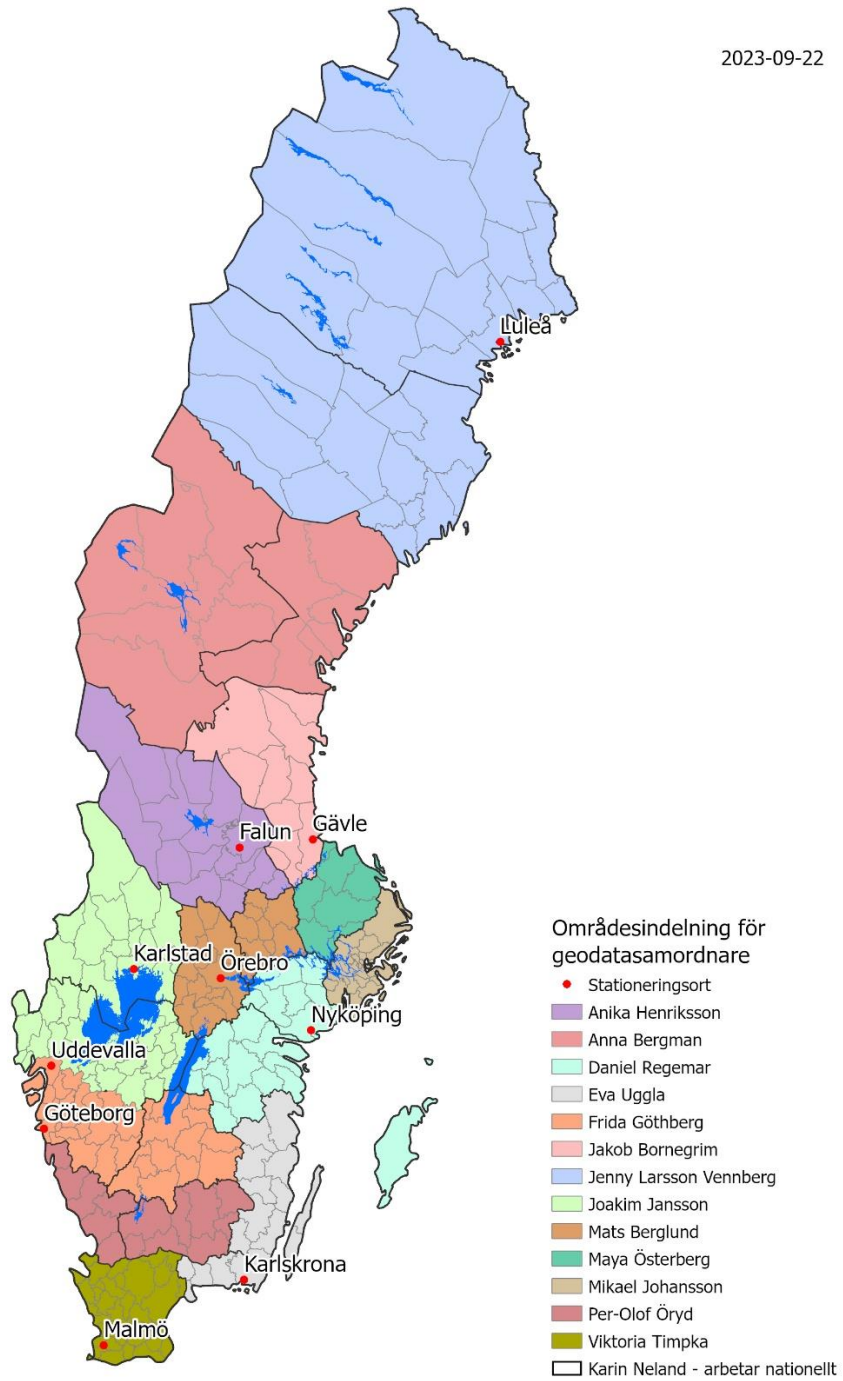 2023-09-22
Luleå
Gävle
Falun
Karlstad
Örebro
Nyköping
Uddevalla
Göteborg
Karlskrona
Malmö
Områdesindelning för
geodatasamordnare
Stationeringsort
Anika Henriksson
Anna Bergman
Daniel Regemar
Eva Uggla
Frida Göthberg
Jakob Bornegrim
Jenny Larsson Vennberg
Joakim Jansson
Mats Berglund
Maya Österberg
Mikael Johansson
Per-Olof Öryd
Viktoria Timpka
Karin Neland - arbetar nationellt